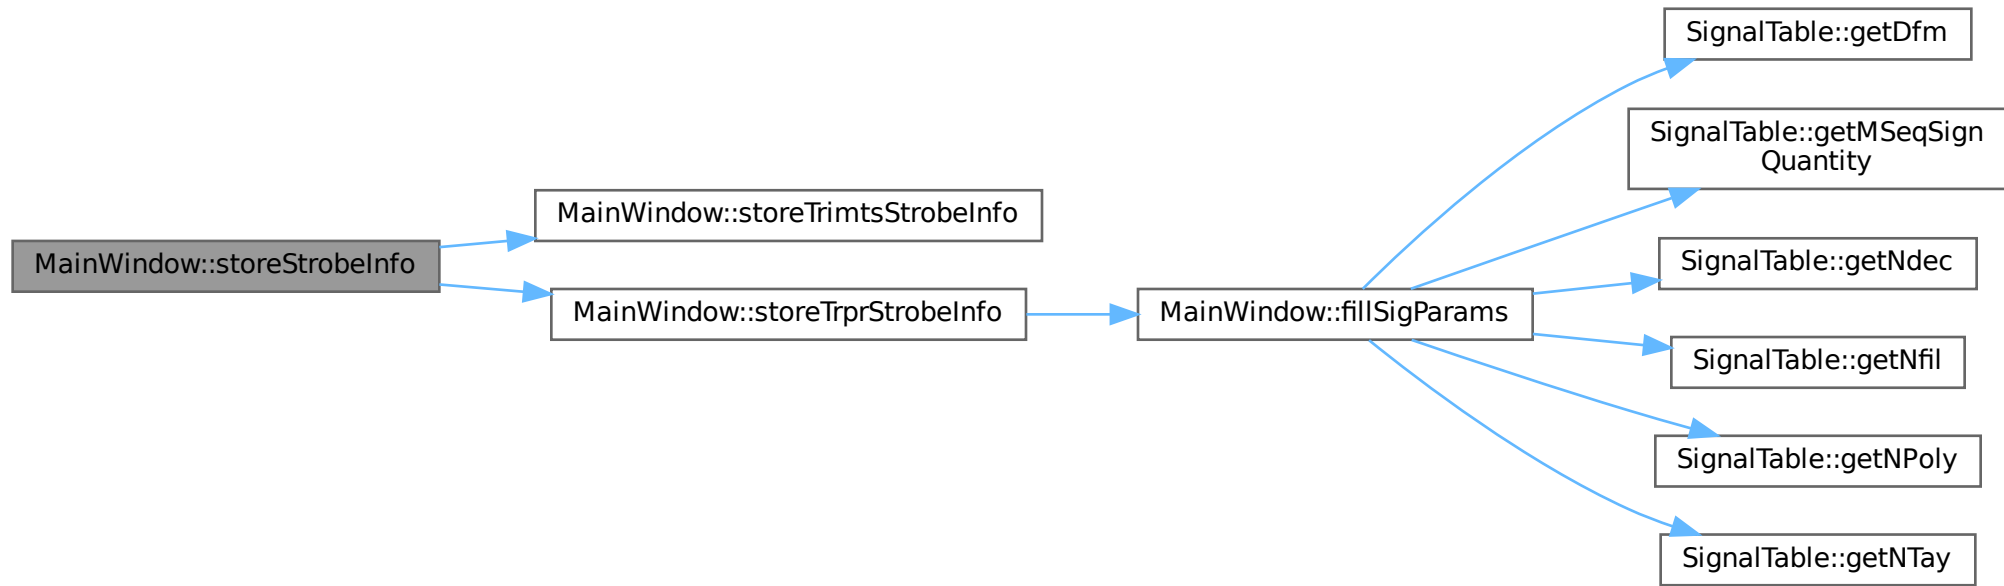 MainWindow::storeStrobeInfo
MainWindow::storeTrimtsStrobeInfo
MainWindow::storeTrprStrobeInfo
MainWindow::fillSigParams
SignalTable::getDfm
SignalTable::getMSeqSign
Quantity
SignalTable::getNdec
SignalTable::getNfil
SignalTable::getNPoly
SignalTable::getNTay